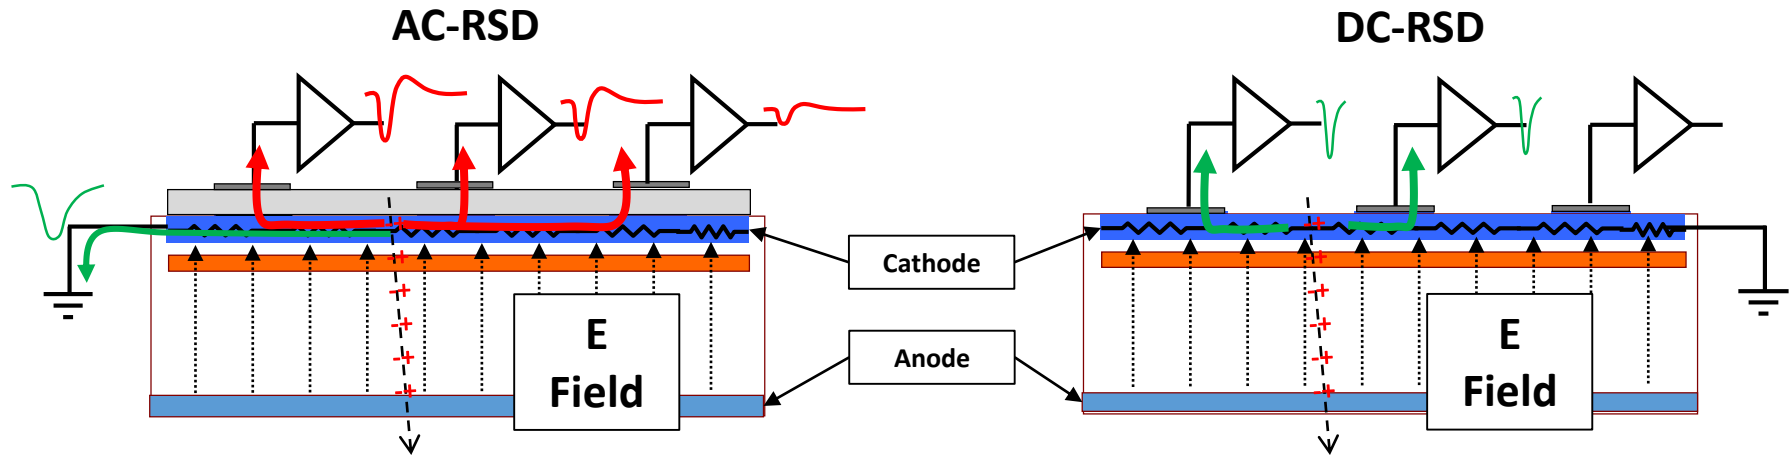 AC-RSD
DC-RSD
Cathode
Anode
E
Field
E
Field